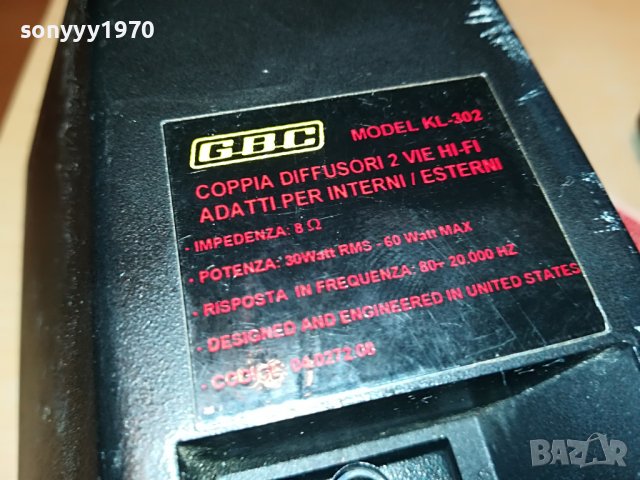 sonyyy1970
GBC MODEL KL-302
COPPIA DIFFUSORI 2 VIE HI-FI
ADATTI PER INTERNI / ESTERNI
- IMPEDENZA: 8 Ω
- POTENZA: 30Watt RMS - 60 Watt MAX
- RISPOSTA IN FREQUENZA: 80÷ 20.000 HZ
- DESIGNED AND ENGINEERED IN UNITED STATES
- CODICE 04.0272.08
BAZAR